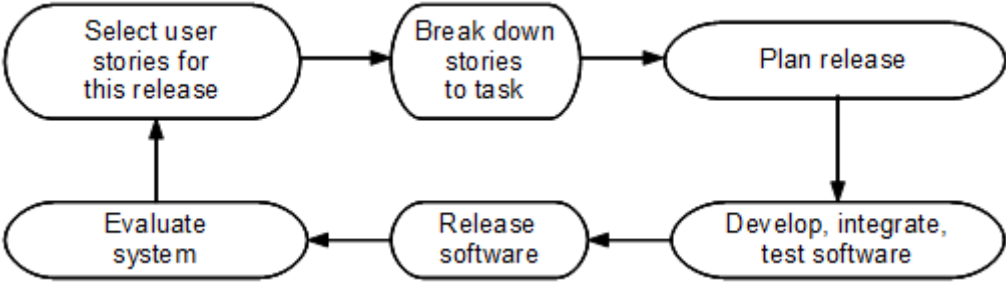 Select user
stories for
this release
Break down
stories
to task
Plan release
Develop, integrate,
test software
Release
software
Evaluate
system